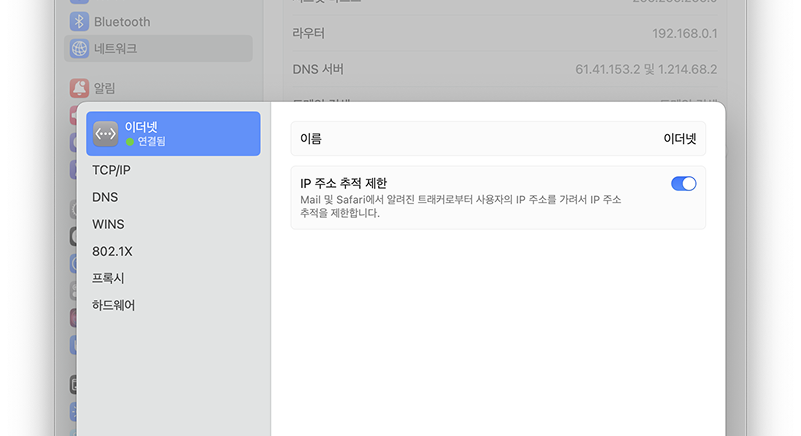 Bluetooth
네트워크
알림
라우터
192.168.0.1
DNS 서버
61.41.153.2 및 1.214.68.2
이더넷
연결됨
TCP/IP
DNS
WINS
802.1X
프록시
하드웨어
이름
이더넷
IP 주소 추적 제한
Mail 및 Safari에서 알려진 트래커로부터 사용자의 IP 주소를 가려서 IP 주소
추적을 제한합니다.